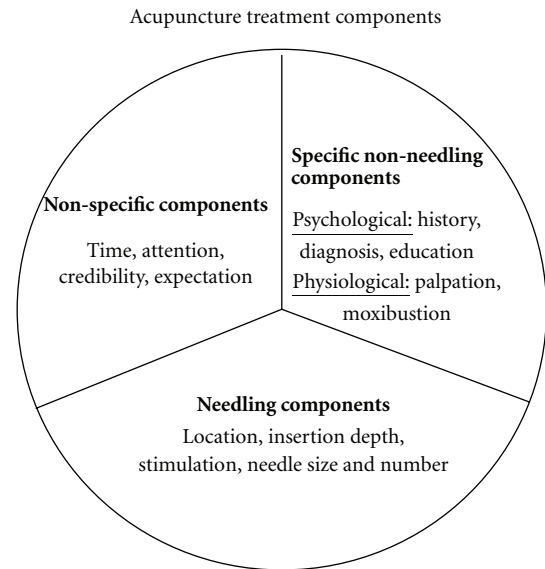 Acupuncture treatment components
Non-specific components
Time, attention,
credibility, expectation
Specific non-needling
components
Psychological: history,
diagnosis, education
Physiological: palpation,
moxibustion
Needling components
Location, insertion depth,
stimulation, needle size and number